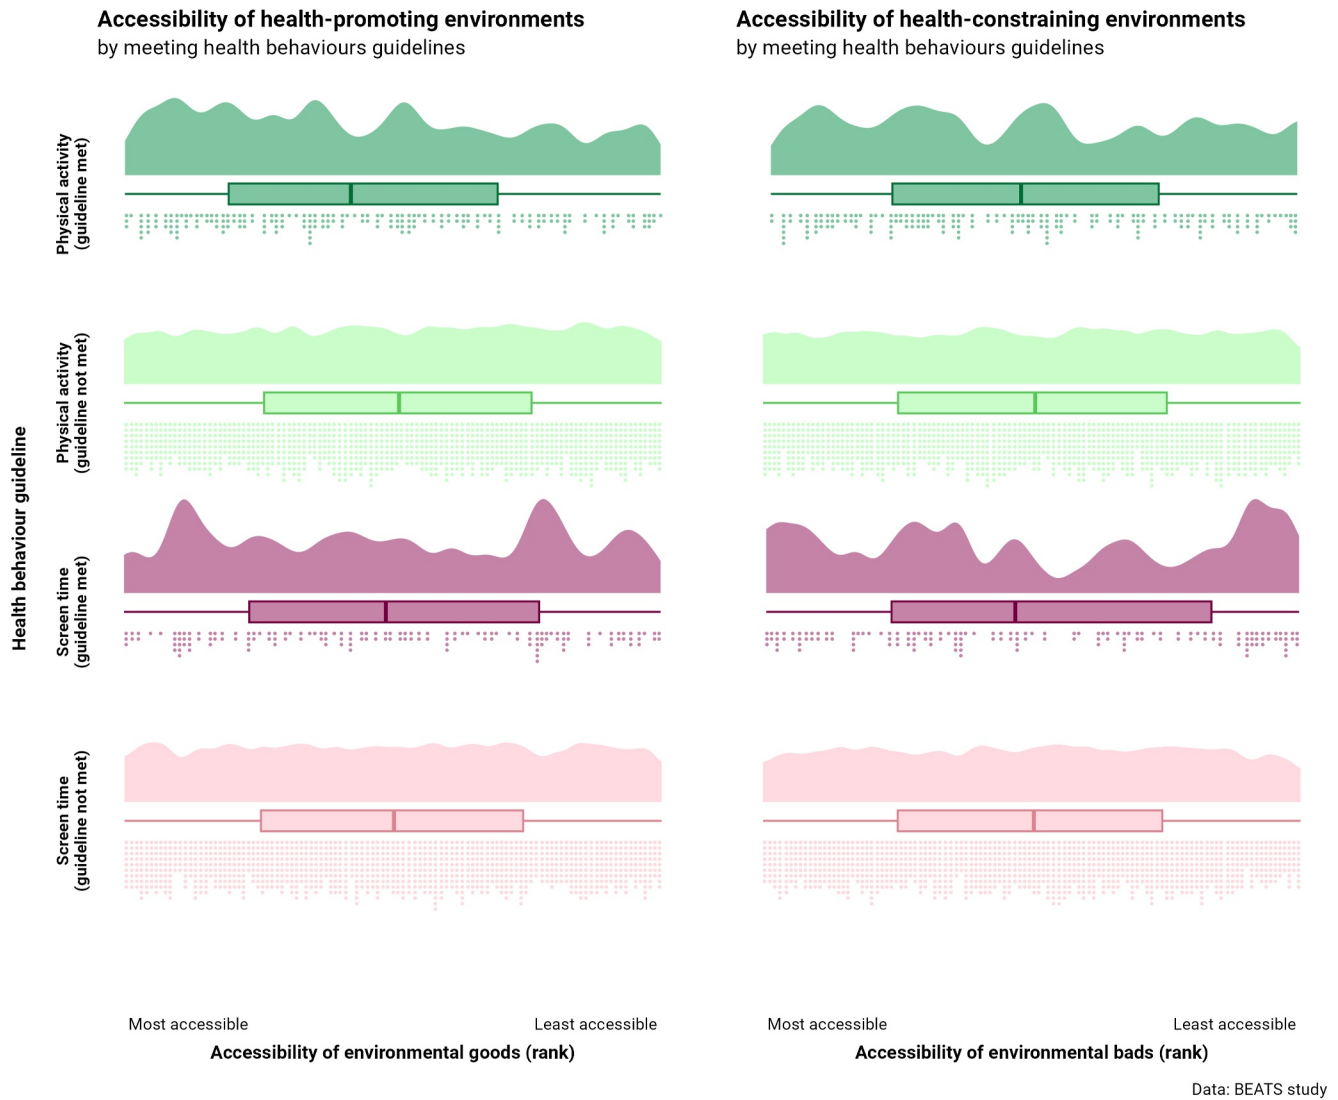 Accessibility of health-promoting environments
by meeting health behaviours guidelines
Accessibility of health-constraining environments
by meeting health behaviours guidelines
Health behaviour guideline
Physical activity
(guideline met)
Physical activity
(guideline not met)
Screen time
(guideline met)
Screen time
(guideline not met)
Most accessible
Least accessible
Accessibility of environmental goods (rank)
Most accessible
Least accessible
Accessibility of environmental bads (rank)
Data: BEATS study